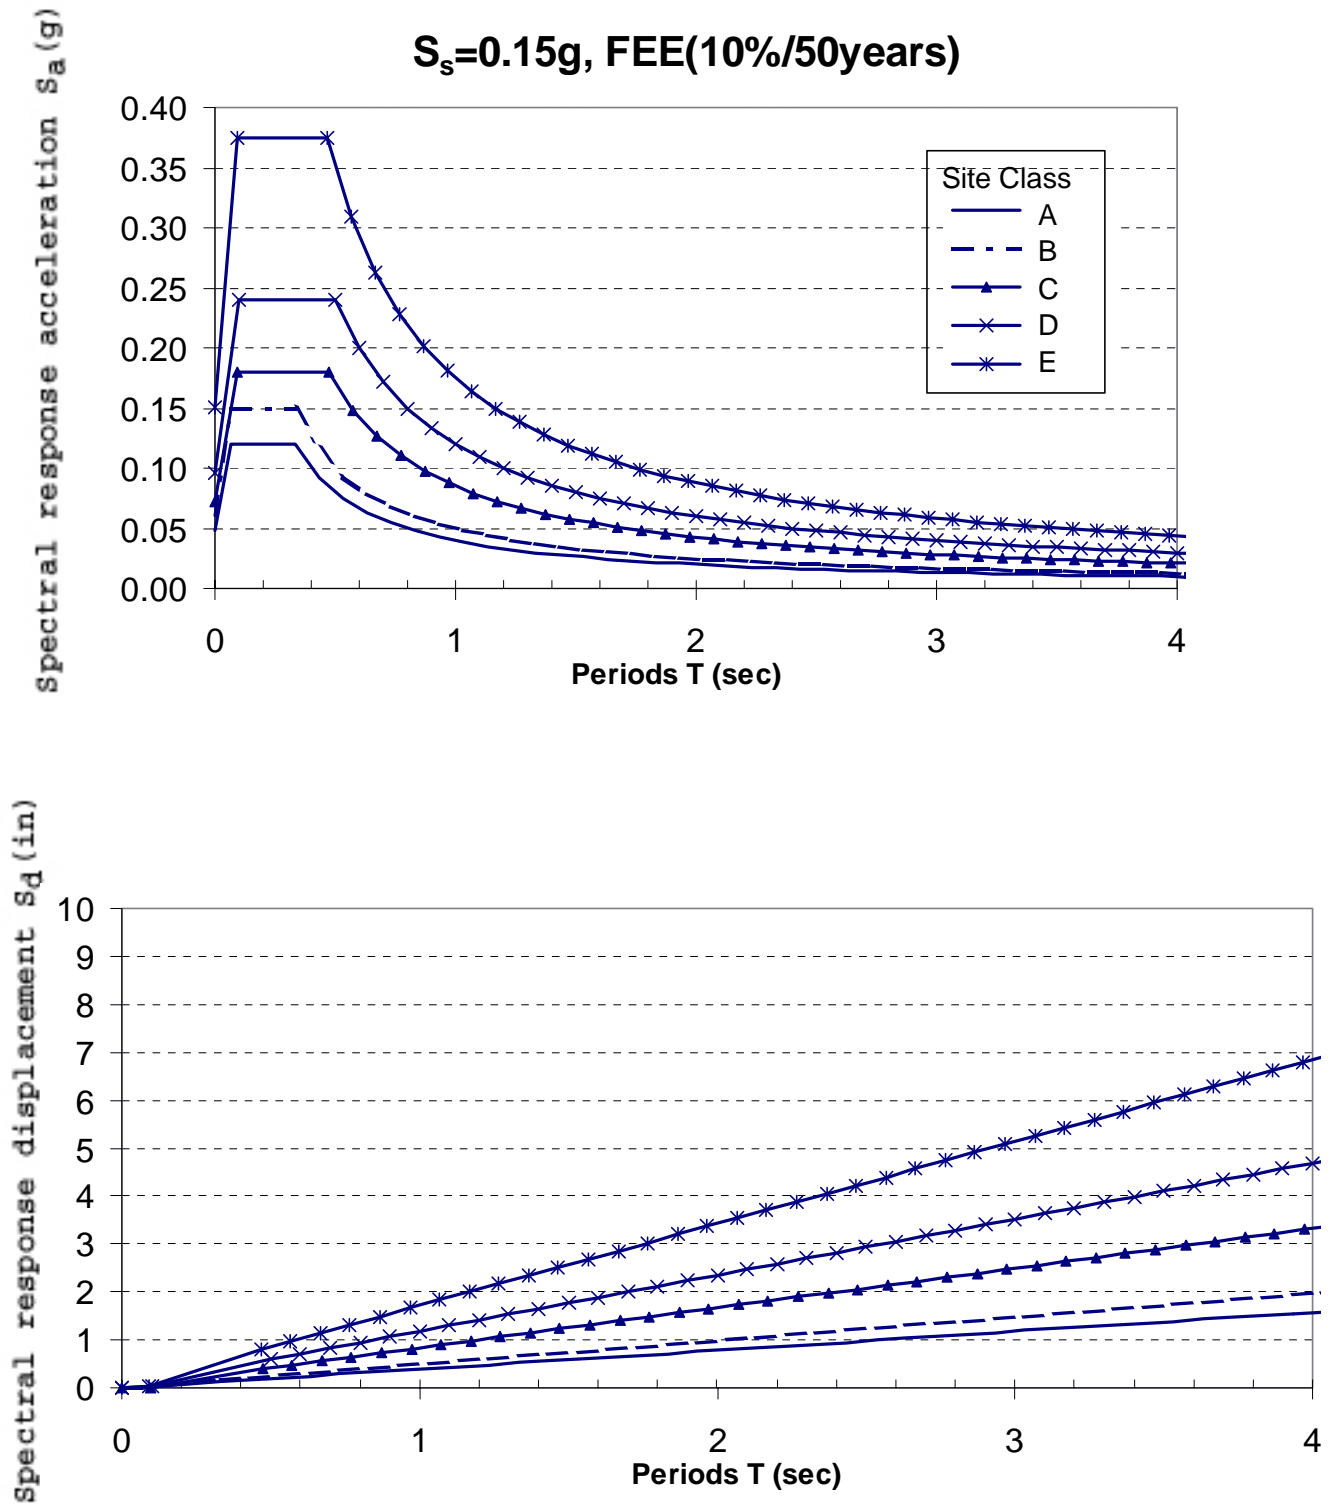 S_s=0.15g, FEE(10%/50years)
Spectral response acceleration S_a(g)
0.40
0.35
0.30
0.25
0.20
0.15
0.10
0.05
0.00
Site Class
A
B
C
D
E
0 1 2 3 4
Periods T (sec)
Spectral response displacement S_d(in)
10
9
8
7
6
5
4
3
2
1
0
0 1 2 3 4
Periods T (sec)